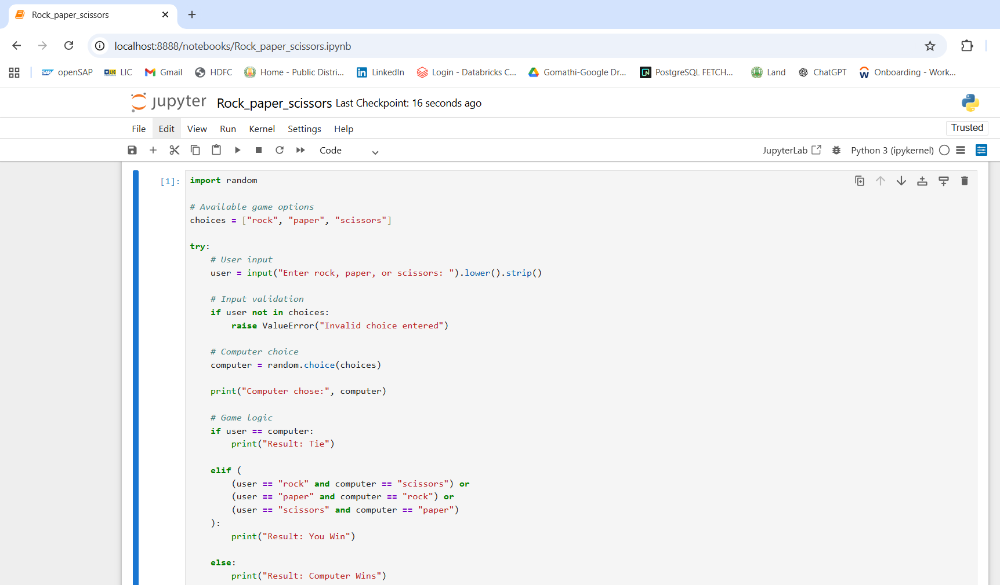 Rock_paper_scissors
localhost:8888/notebooks/Rock_paper_scissors.ipynb
openSAP LIC Gmail HDFC Home - Public Distri... LinkedIn Login - Databricks C... Gomathi-Google Dr... PostgreSQL FETCH... Land ChatGPT Onboarding - Work...
jupyter Rock_paper_scissors Last Checkpoint: 16 seconds ago
File Edit View Run Kernel Settings Help Trusted
Code JupyterLab Python 3 (ipykernel)
[1]: import random
# Available game options
choices = ["rock", "paper", "scissors"]
try:
    # User input
    user = input("Enter rock, paper, or scissors: ").lower().strip()
    # Input validation
    if user not in choices:
        raise ValueError("Invalid choice entered")
    # Computer choice
    computer = random.choice(choices)
    print("Computer chose:", computer)
    # Game logic
    if user == computer:
        print("Result: Tie")
    elif (
        (user == "rock" and computer == "scissors") or
        (user == "paper" and computer == "rock") or
        (user == "scissors" and computer == "paper")
    ):
        print("Result: You Win")
    else:
        print("Result: Computer Wins")